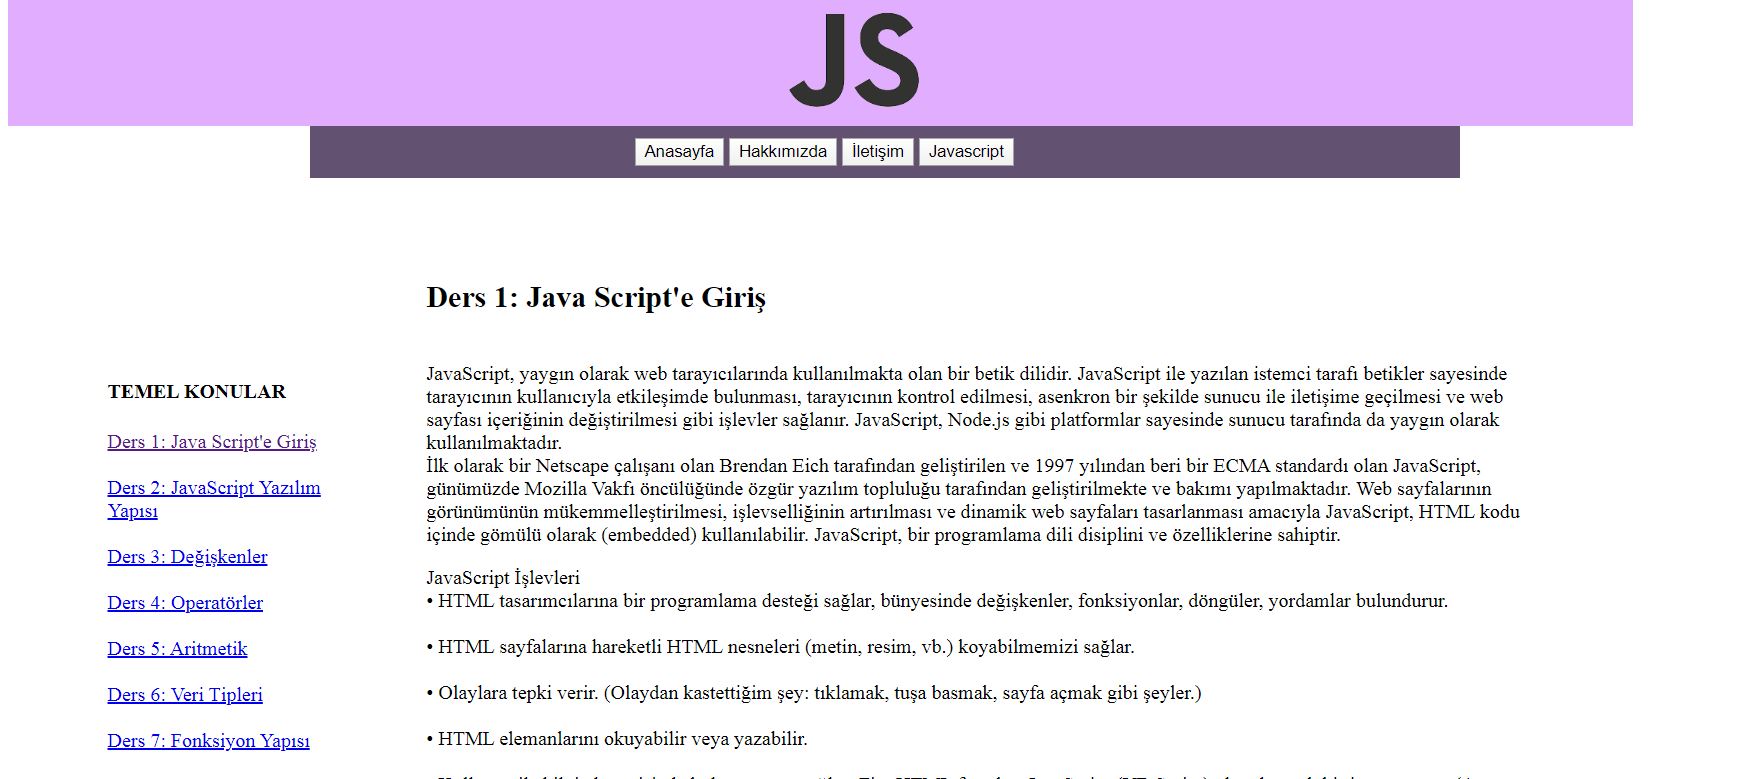 JS
Anasayfa Hakkımızda İletişim Javascript
Ders 1: Java Script'e Giriş
TEMEL KONULAR
Ders 1: Java Script'e Giriş
Ders 2: JavaScript Yazılım
Yapısı
Ders 3: Değişkenler
Ders 4: Operatörler
Ders 5: Aritmetik
Ders 6: Veri Tipleri
Ders 7: Fonksiyon Yapısı
JavaScript, yaygın olarak web tarayıcılarında kullanılmakta olan bir betik dilidir. JavaScript ile yazılan istemci tarafı betikler sayesinde
tarayıcının kullanıcıyla etkileşimde bulunması, tarayıcının kontrol edilmesi, asenkron bir şekilde sunucu ile iletişime geçilmesi ve web
sayfası içeriğinin değiştirilmesi gibi işlevler sağlanır. JavaScript, Node.js gibi platformlar sayesinde sunucu tarafında da yaygın olarak
kullanılmaktadır.
İlk olarak bir Netscape çalışanı olan Brendan Eich tarafından geliştirilen ve 1997 yılından beri bir ECMA standardı olan JavaScript,
günümüzde Mozilla Vakfı öncülüğünde özgür yazılım topluluğu tarafından geliştirilmekte ve bakımı yapılmaktadır. Web sayfalarının
görünümünün mükemmelleştirilmesi, işlevselliğinin artırılması ve dinamik web sayfaları tasarlanması amacıyla JavaScript, HTML kodu
içinde gömülü olarak (embedded) kullanılabilir. JavaScript, bir programlama dili disiplini ve özelliklerine sahiptir.
JavaScript İşlevleri
• HTML tasarımcılarına bir programlama desteği sağlar, bünyesinde değişkenler, fonksiyonlar, döngüler, yordamlar bulundurur.
• HTML sayfalarına hareketli HTML nesneleri (metin, resim, vb.) koyabilmemizi sağlar.
• Olaylara tepki verir. (Olaydan kastettiğim şey: tıklamak, tuşa basmak, sayfa açmak gibi şeyler.)
• HTML elemanlarını okuyabilir veya yazabilir.